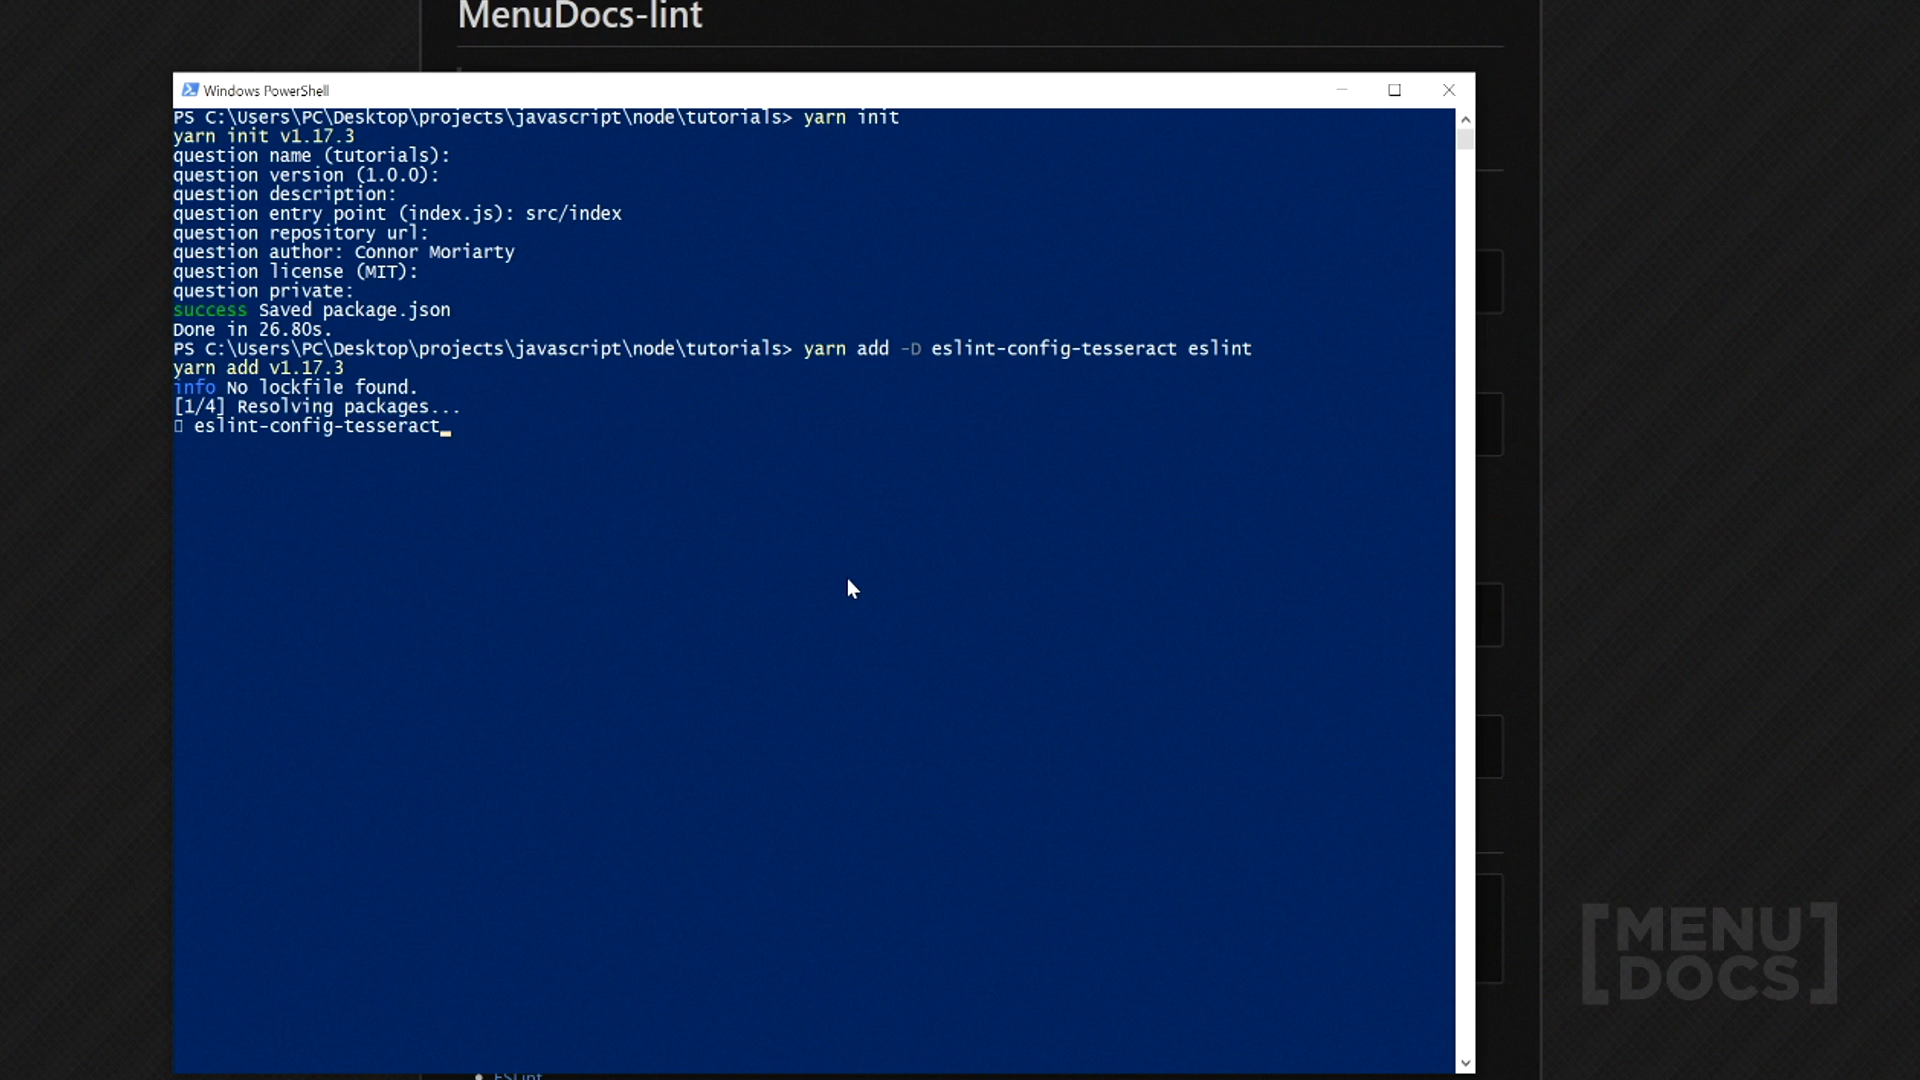 MenuDocs-lint
Windows PowerShell
PS C:\Users\PC\Desktop\projects\javascript\node\tutorials> yarn init
yarn init v1.17.3
question name (tutorials):
question version (1.0.0):
question description:
question entry point (index.js): src/index
question repository url:
question author: Connor Moriarty
question license (MIT):
question private:
success Saved package.json
Done in 26.80s.
PS C:\Users\PC\Desktop\projects\javascript\node\tutorials> yarn add -D eslint-config-tesseract eslint
yarn add v1.17.3
info No lockfile found.
[1/4] Resolving packages...
eslint-config-tesseract
[MENU
DOCS]
ESLint